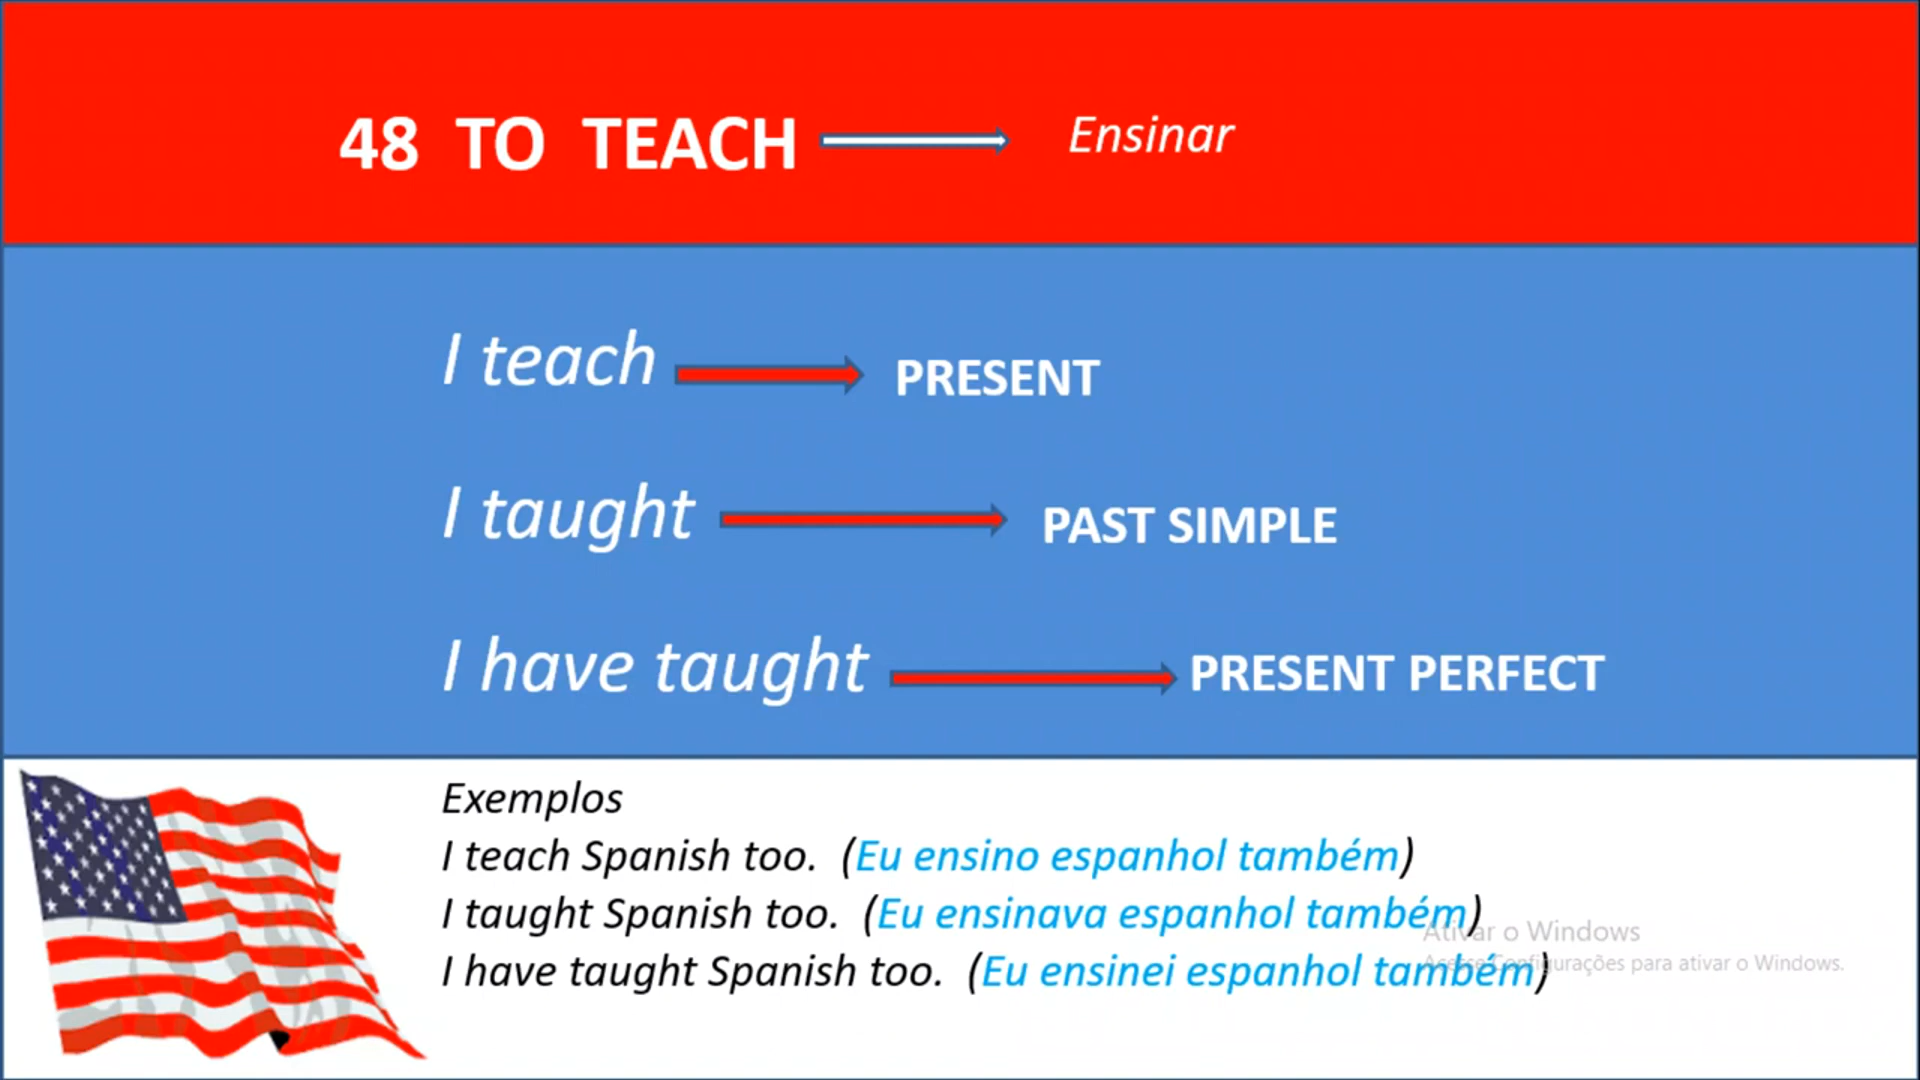 48 TO TEACH Ensinar
I teach PRESENT
I taught PAST SIMPLE
I have taught PRESENT PERFECT
Exemplos
I teach Spanish too. (Eu ensino espanhol também)
I taught Spanish too. (Eu ensinava espanhol também)
Ativar o Windows
I have taught Spanish too. (Eu ensinei espanhol também)
Acesse Configurações para ativar o Windows.